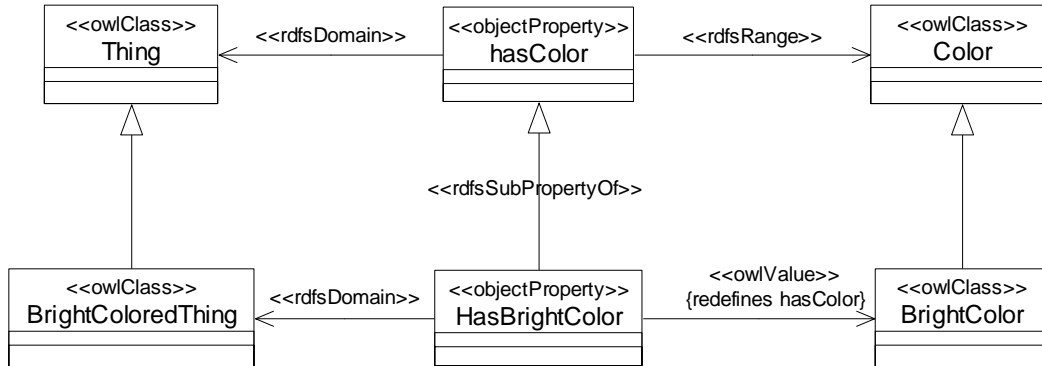 <<owlClass>>
Thing
<<rdfsDomain>>
<<objectProperty>>
hasColor
<<rdfsRange>>
<<owlClass>>
Color
<<rdfsSubPropertyOf>>
<<owlClass>>
BrightColoredThing
<<rdfsDomain>>
<<objectProperty>>
HasBrightColor
<<owlValue>>
{redefines hasColor}
<<owlClass>>
BrightColor